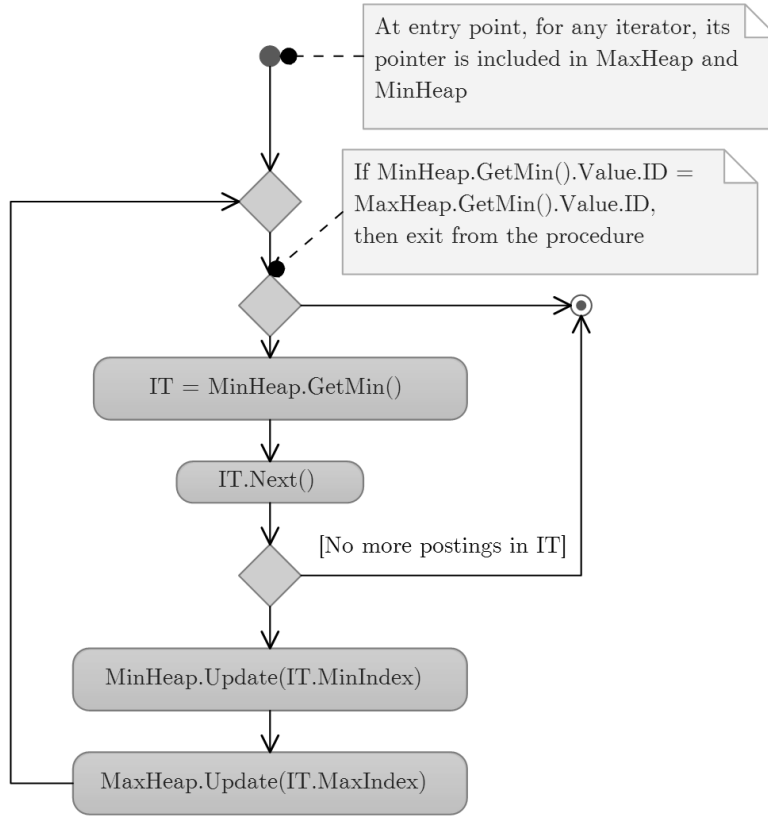 At entry point, for any iterator, its
pointer is included in MaxHeap and
MinHeap
If MinHeap.GetMin().Value.ID =
MaxHeap.GetMin().Value.ID,
then exit from the procedure
IT = MinHeap.GetMin()
IT.Next()
[No more postings in IT]
MinHeap.Update(IT.MinIndex)
MaxHeap.Update(IT.MaxIndex)